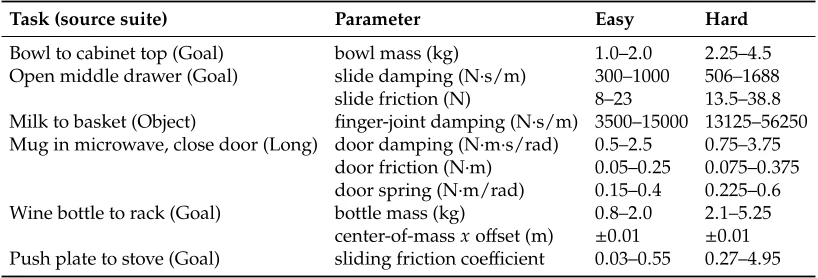 Task (source suite) Parameter Easy Hard
Bowl to cabinet top (Goal) bowl mass (kg) 1.0–2.0 2.25–4.5
Open middle drawer (Goal) slide damping (N·s/m) 300–1000 506–1688
slide friction (N) 8–23 13.5–38.8
Milk to basket (Object) finger-joint damping (N·s/m) 3500–15000 13125–56250
Mug in microwave, close door (Long) door damping (N·m·s/rad) 0.5–2.5 0.75–3.75
door friction (N·m) 0.05–0.25 0.075–0.375
door spring (N·m/rad) 0.15–0.4 0.225–0.6
Wine bottle to rack (Goal) bottle mass (kg) 0.8–2.0 2.1–5.25
center-of-mass x offset (m) ±0.01 ±0.01
Push plate to stove (Goal) sliding friction coefficient 0.03–0.55 0.27–4.95